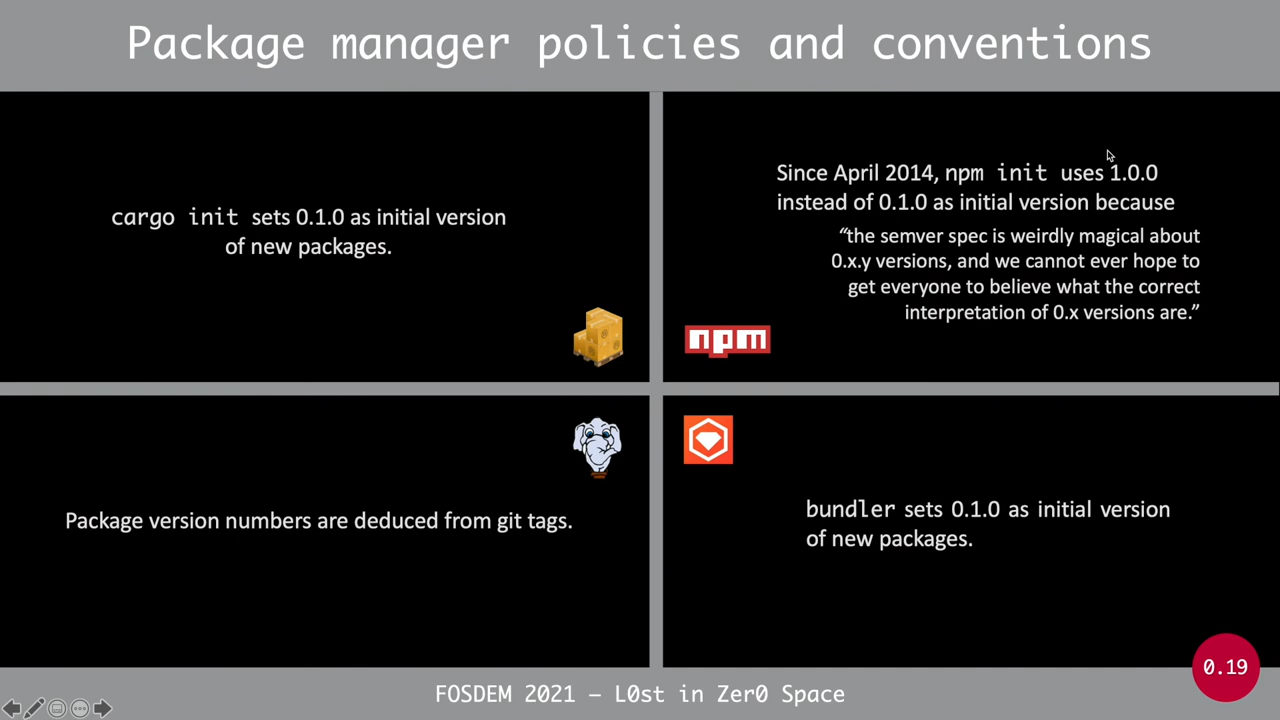 Package manager policies and conventions
cargo init sets 0.1.0 as initial version
of new packages.
Since April 2014, npm init uses 1.0.0
instead of 0.1.0 as initial version because
“the semver spec is weirdly magical about
0.x.y versions, and we cannot ever hope to
get everyone to believe what the correct
interpretation of 0.x versions are.”
npm
Package version numbers are deduced from git tags.
bundler sets 0.1.0 as initial version
of new packages.
0.19
FOSDEM 2021 – L0st in Zer0 Space